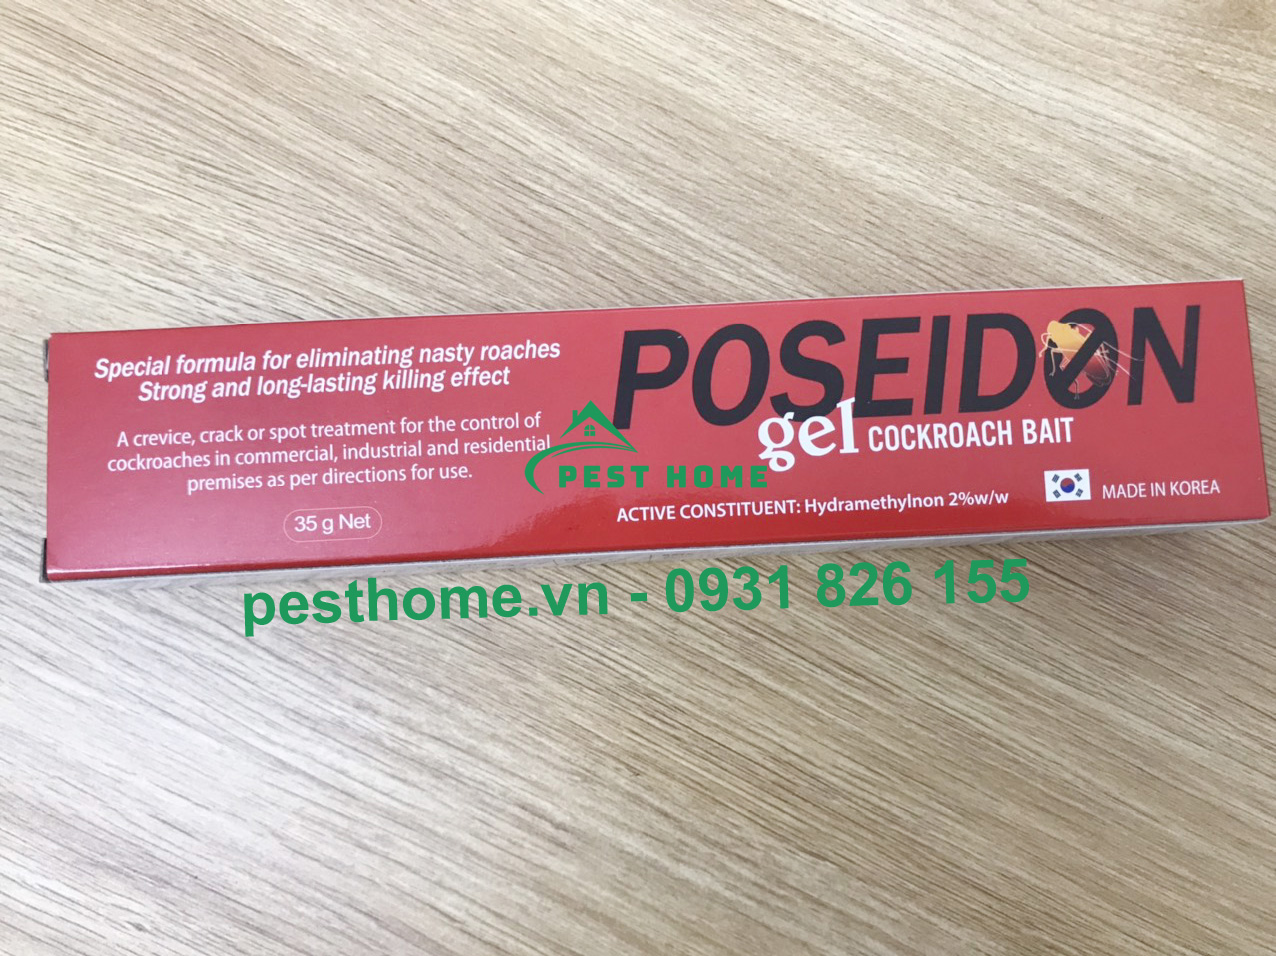 Special formula for eliminating nasty roaches
Strong and long-lasting killing effect
A crevice, crack or spot treatment for the control of
cockroaches in commercial, industrial and residential
premises as per directions for use.
35 g Net
POSEIDON
gel COCKROACH BAIT
ACTIVE CONSTITUENT: Hydramethylnon 2%w/w
MADE IN KOREA
PEST HOME
pesthome.vn - 0931 826 155